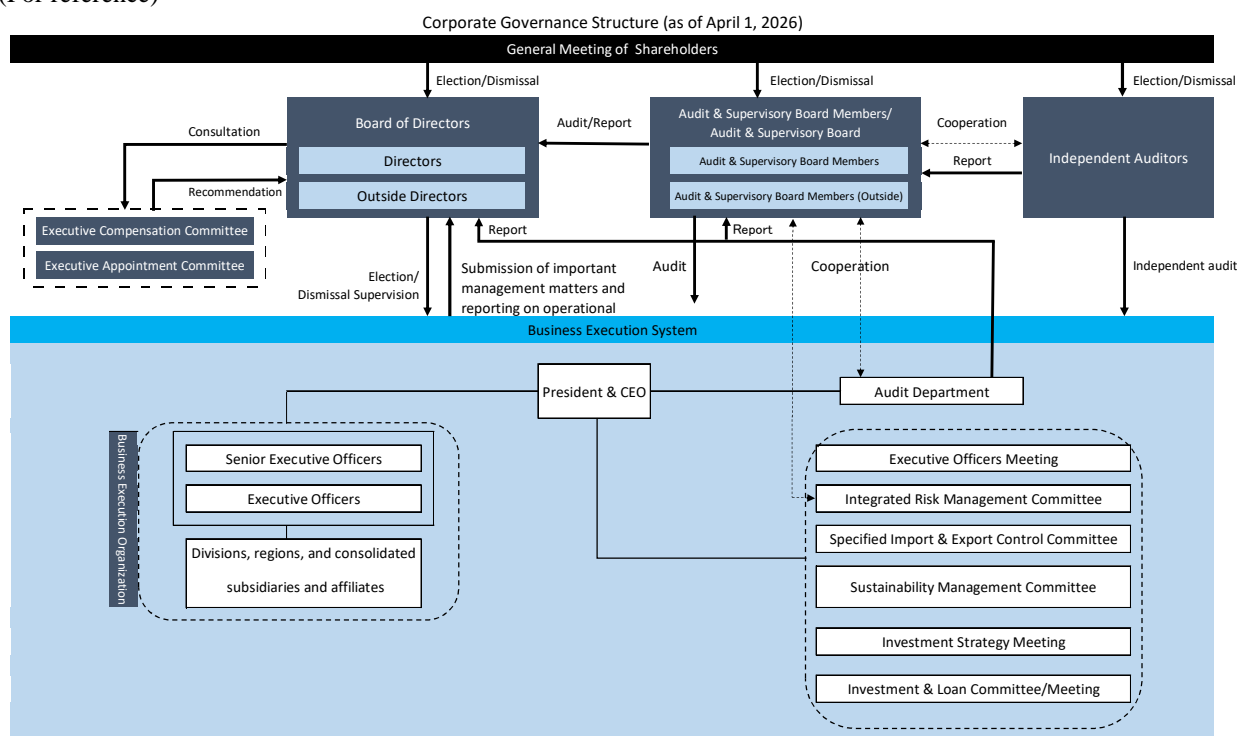 (For reference)
Corporate Governance Structure (as of April 1, 2026)
General Meeting of Shareholders
Election/Dismissal
Election/Dismissal
Election/Dismissal
Board of Directors
Directors
Outside Directors
Audit/Report
Audit & Supervisory Board Members/
Audit & Supervisory Board
Audit & Supervisory Board Members
Audit & Supervisory Board Members (Outside)
Cooperation
Report
Independent Auditors
Consultation
Recommendation
Executive Compensation Committee
Executive Appointment Committee
Election/
Dismissal Supervision
Report
Submission of important
management matters and
reporting on operational
Audit
Report
Cooperation
Independent audit
Business Execution System
President & CEO
Audit Department
Business Execution Organization
Senior Executive Officers
Executive Officers
Divisions, regions, and consolidated
subsidiaries and affiliates
Executive Officers Meeting
Integrated Risk Management Committee
Specified Import & Export Control Committee
Sustainability Management Committee
Investment Strategy Meeting
Investment & Loan Committee/Meeting